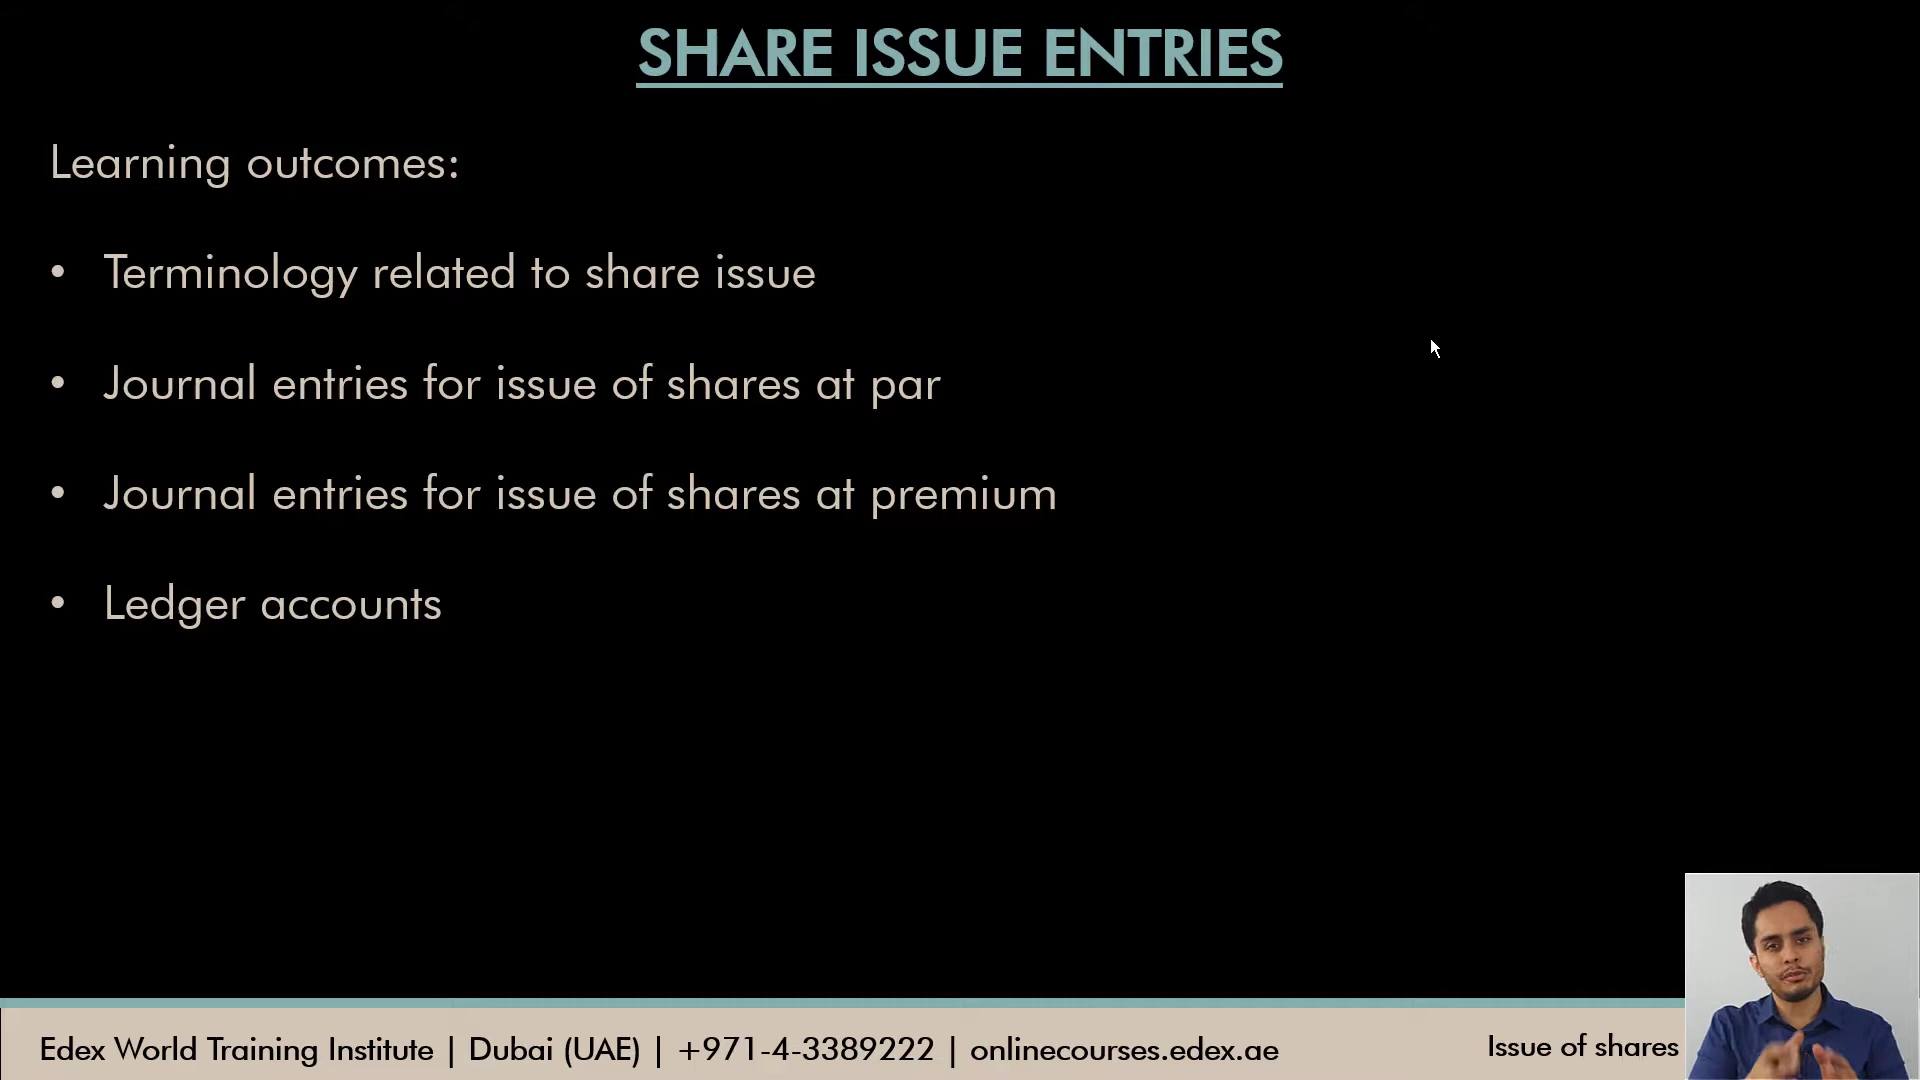 SHARE ISSUE ENTRIES
Learning outcomes:
• Terminology related to share issue
• Journal entries for issue of shares at par
• Journal entries for issue of shares at premium
• Ledger accounts
Edex World Training Institute | Dubai (UAE) | +971-4-3389222 | onlinecourses.edex.ae
Issue of shares